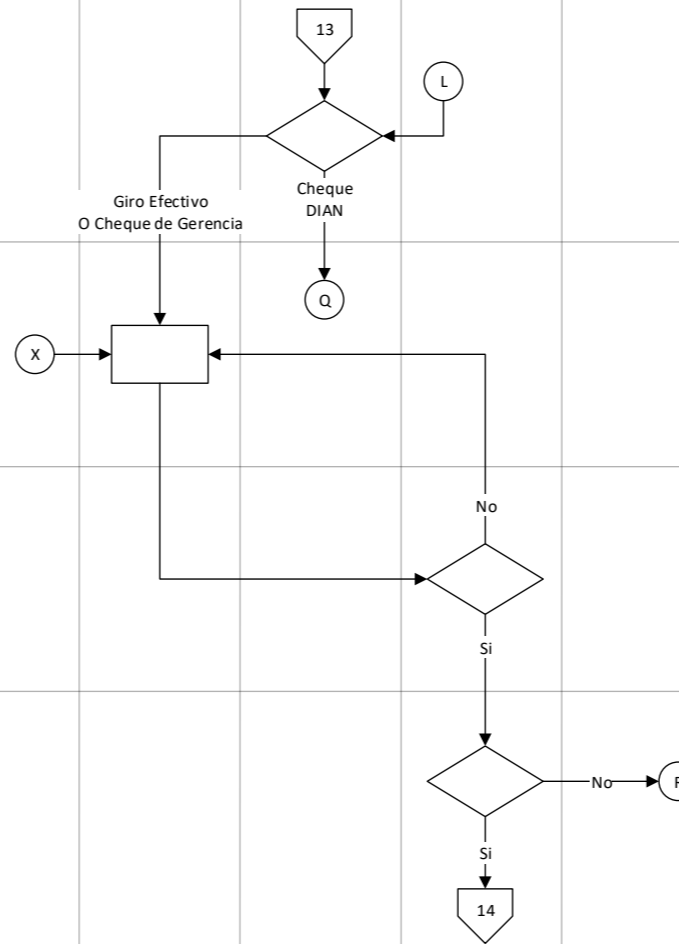 13
L
Cheque
DIAN
Giro Efectivo
O Cheque de Gerencia
Q
X
No
Si
No
Si
14